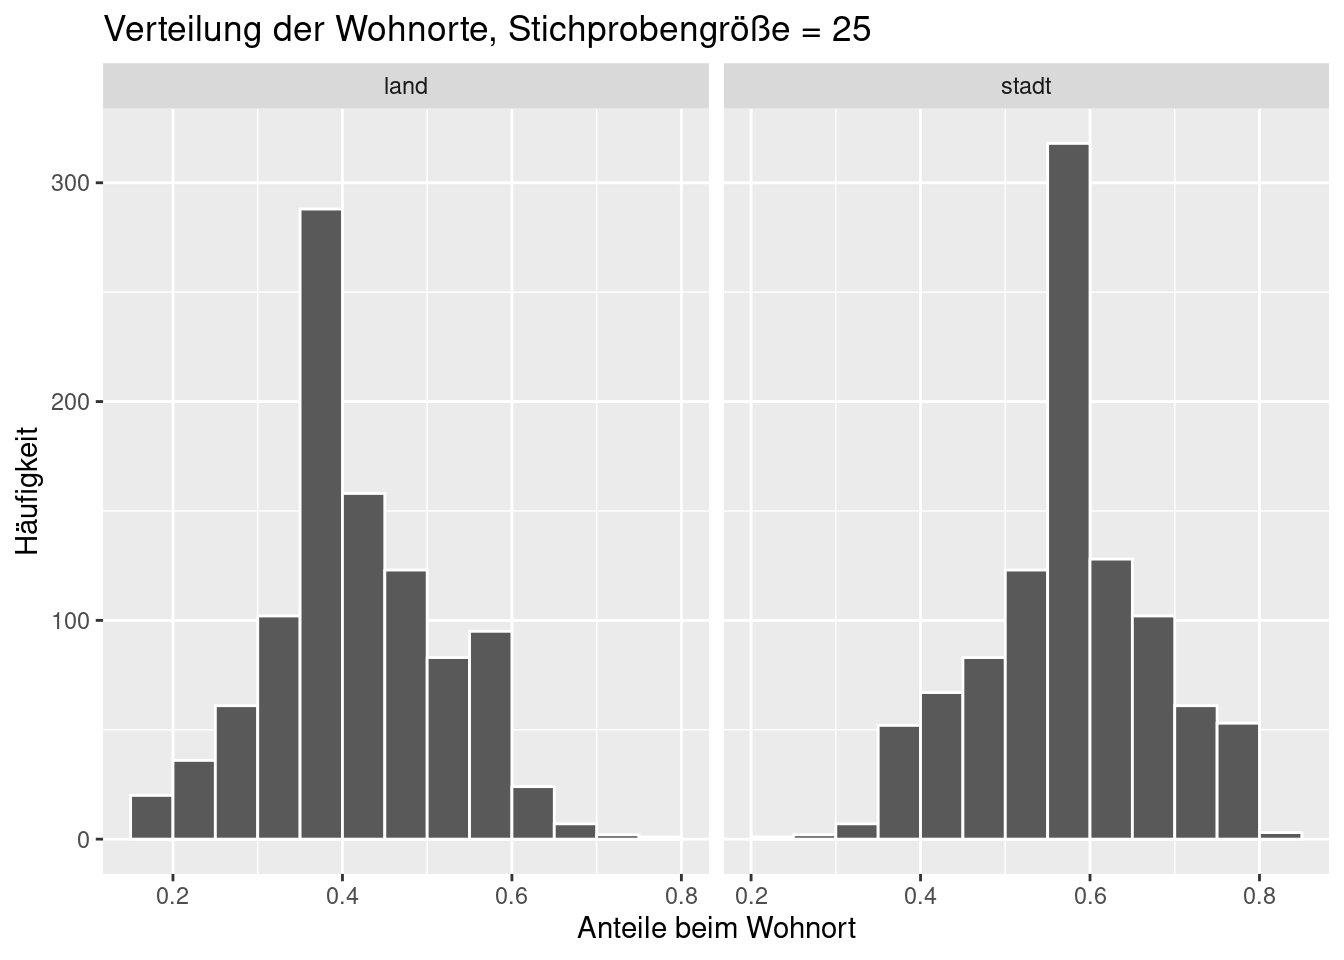 Verteilung der Wohnorte, Stichprobengröße = 25
land
stadt
300
200
100
0
Häufigkeit
0.2 0.4 0.6 0.8
0.2 0.4 0.6 0.8
Anteile beim Wohnort